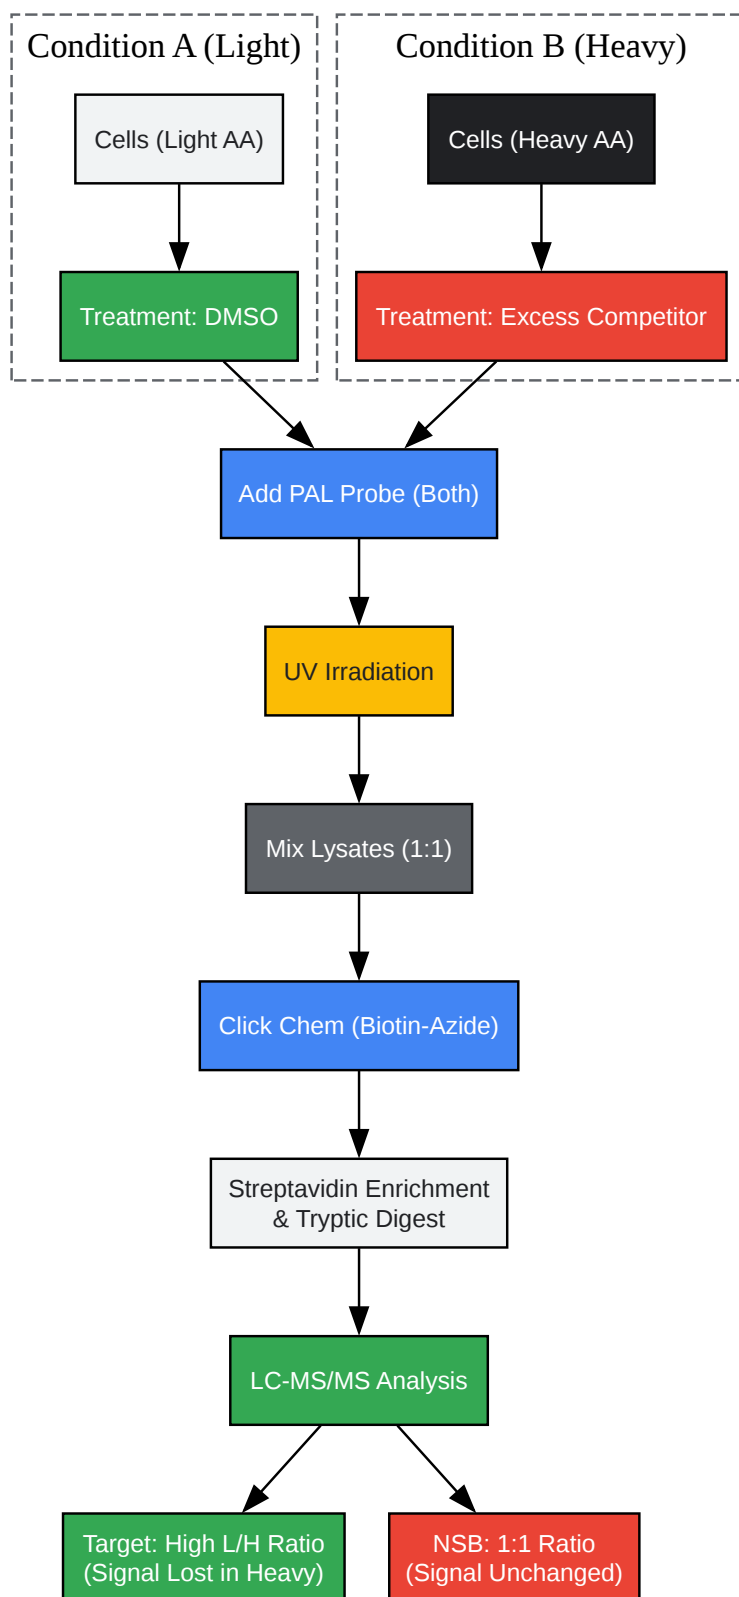 Condition A (Light)
Condition B (Heavy)
Cells (Light AA)
Cells (Heavy AA)
Treatment: DMSO
Treatment: Excess Competitor
Add PAL Probe (Both)
UV Irradiation
Mix Lysates (1:1)
Click Chem (Biotin-Azide)
Streptavidin Enrichment
& Tryptic Digest
LC-MS/MS Analysis
Target: High L/H Ratio
(Signal Lost in Heavy)
NSB: 1:1 Ratio
(Signal Unchanged)